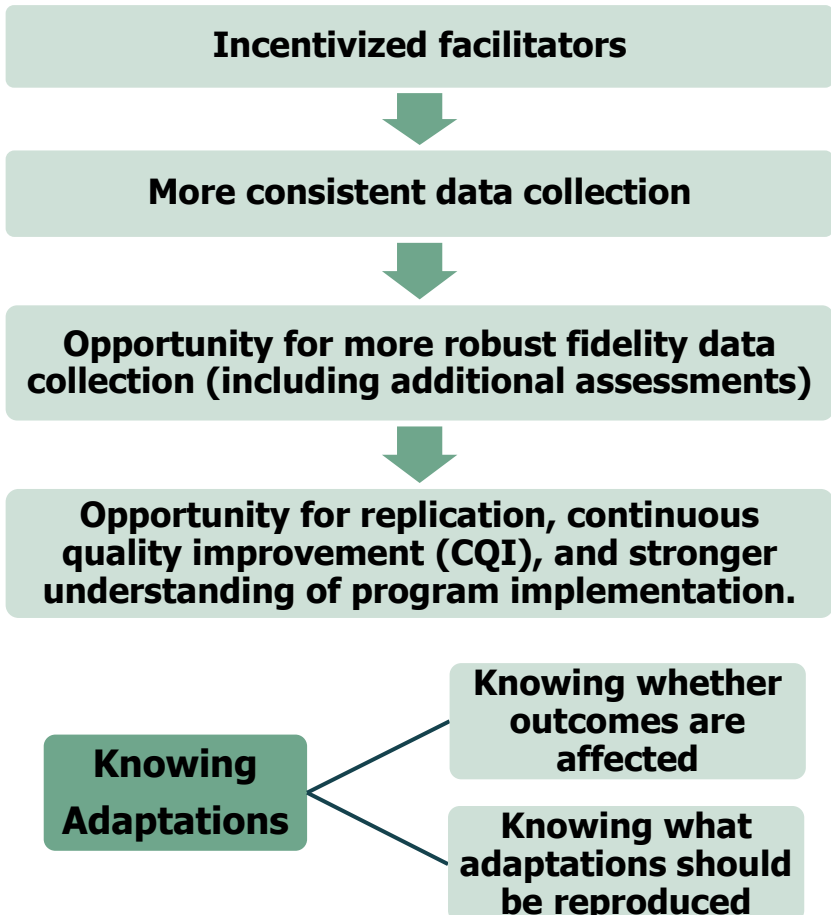 Incentivized facilitators
More consistent data collection
Opportunity for more robust fidelity data
collection (including additional assessments)
Opportunity for replication, continuous
quality improvement (CQI), and stronger
understanding of program implementation.
Knowing
Adaptations
Knowing whether
outcomes are
affected
Knowing what
adaptations should
be reproduced